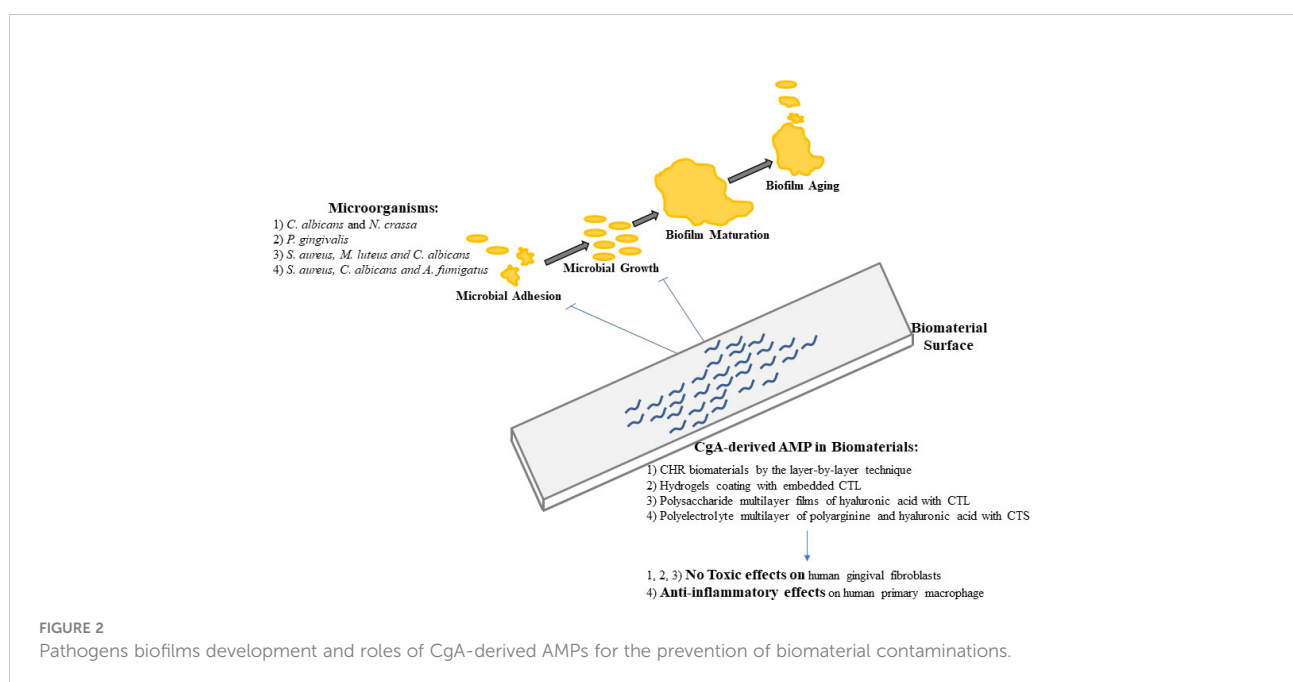 Microorganisms:
1) C. albicans and N. crassa
2) P. gingivalis
3) S. aureus, M. luteus and C. albicans
4) S. aureus, C. albicans and A. fumigatus
Microbial Adhesion
Microbial Growth
Biofilm Maturation
Biofilm Aging
Biomaterial
Surface
CgA-derived AMP in Biomaterials:
1) CHR biomaterials by the layer-by-layer technique
2) Hydrogels coating with embedded CTL
3) Polysaccharide multilayer films of hyaluronic acid with CTL
4) Polyelectrolyte multilayer of polyarginine and hyaluronic acid with CTS
1, 2, 3) No Toxic effects on human gingival fibroblasts
4) Anti-inflammatory effects on human primary macrophage
FIGURE 2
Pathogens biofilms development and roles of CgA-derived AMPs for the prevention of biomaterial contaminations.